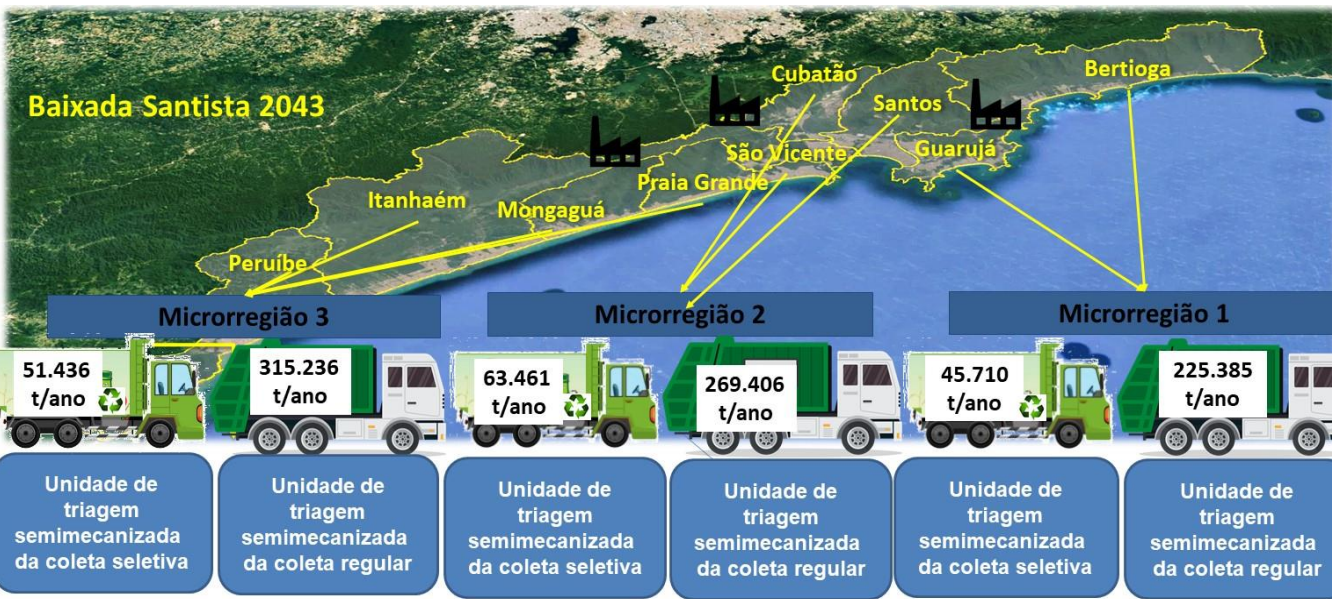 Baixada Santista 2043
Cubatão
Bertioga
Santos
São Vicente
Guarujá
Praia Grande
Itanhaém
Mongaguá
Peruíbe
Microrregião 3
Microrregião 2
Microrregião 1
51.436
t/ano
315.236
t/ano
63.461
t/ano
269.406
t/ano
45.710
t/ano
225.385
t/ano
Unidade de
triagem
semimecanizada
da coleta seletiva
Unidade de
triagem
semimecanizada
da coleta regular
Unidade de
triagem
semimecanizada
da coleta seletiva
Unidade de
triagem
semimecanizada
da coleta regular
Unidade de
triagem
semimecanizada
da coleta seletiva
Unidade de
triagem
semimecanizada
da coleta regular